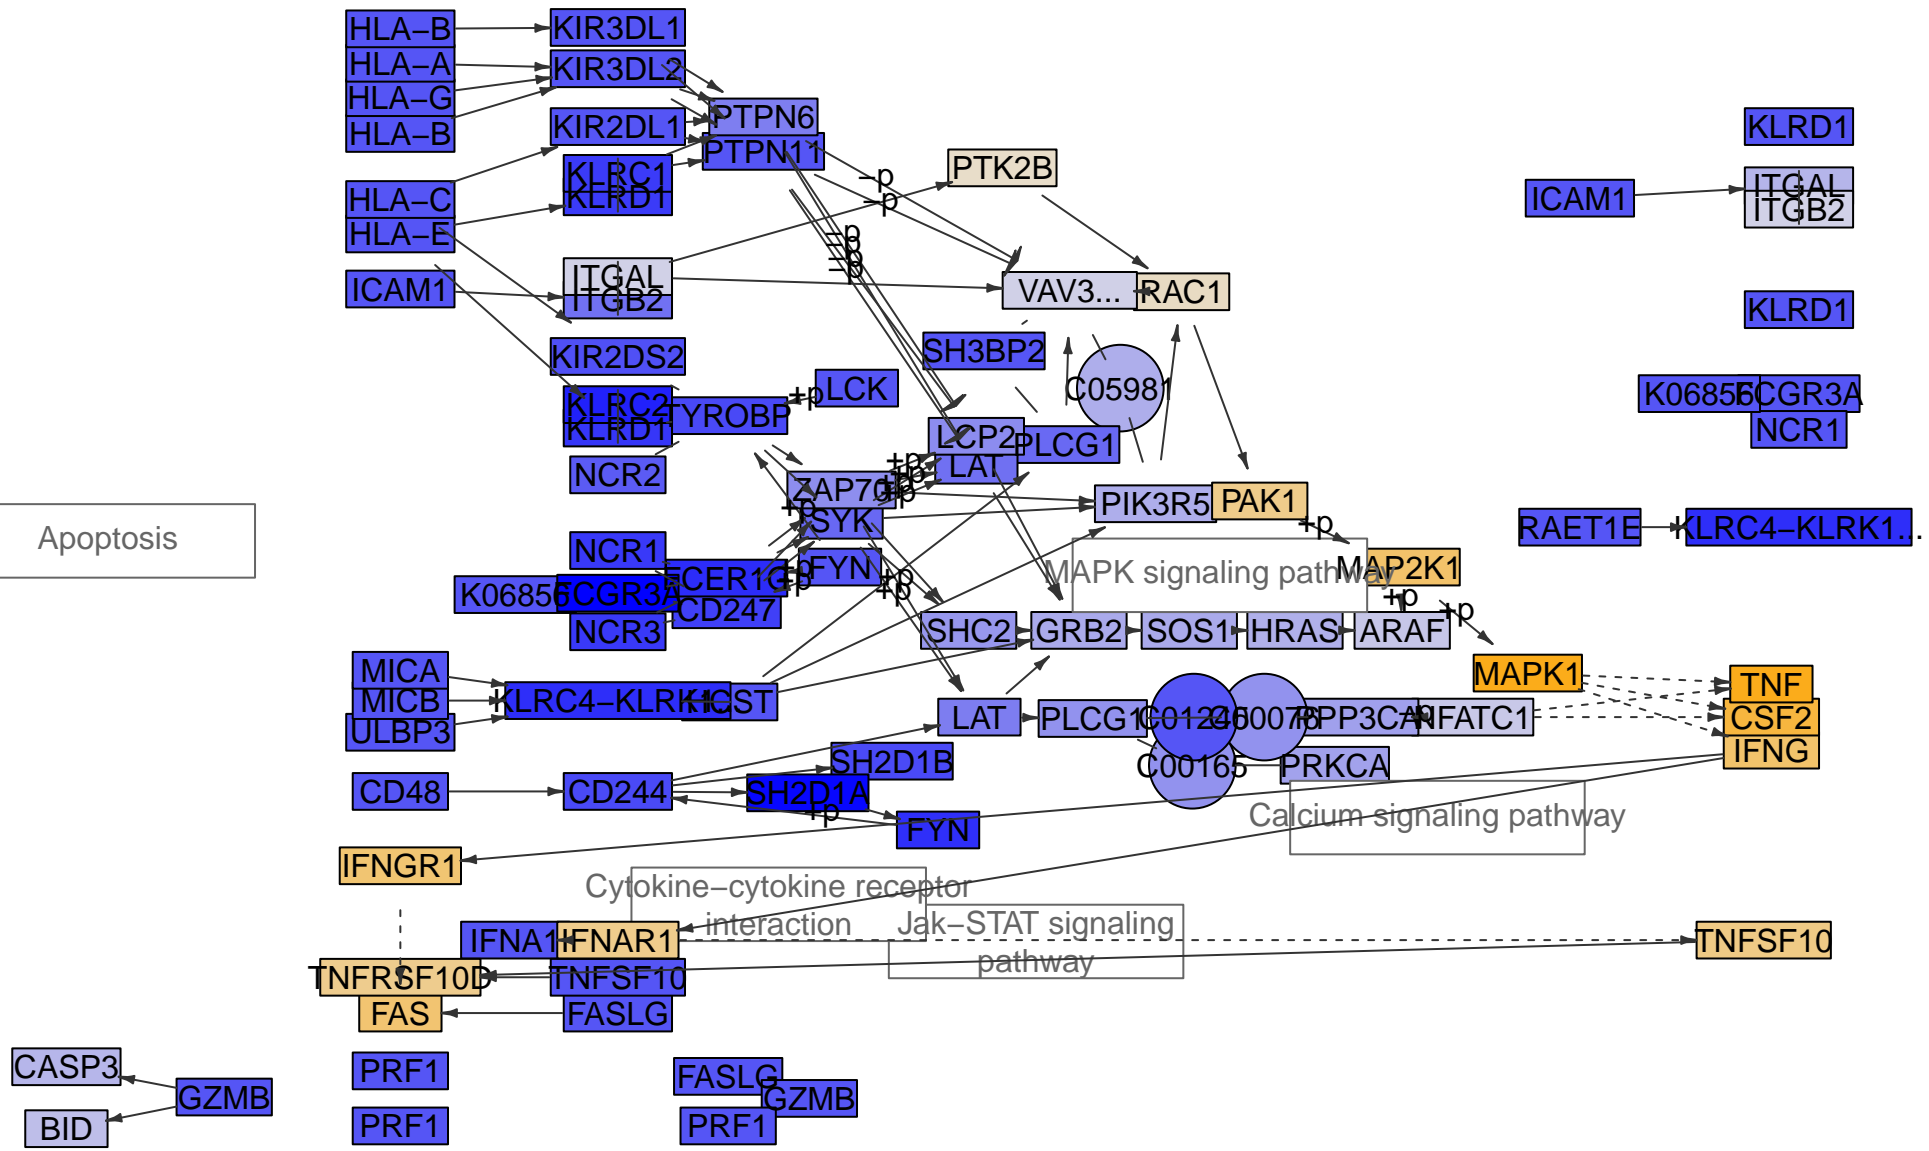 HLA−B
KIR3DL1
HLA−A
KIR3DL2
HLA−G
HLA−B
KIR2DL1
PTPN6
PTPN11
KLRC1
KLRD1
HLA−C
HLA−E
ICAM1
ITGAL
ITGB2
PTK2B
−p
−p
−p
−p
−p
−p
VAV3...
RAC1
KLRD1
ICAM1
ITGAL
ITGB2
KLRD1
KIR2DS2
SH3BP2
C05981
LCK
+p
KLRC2
KLRD1
TYROBP
K06856
FCGR3A
NCR1
LCP2
PLCG1
LAT
NCR2
+p
+p
+p
ZAP70
SYK
+p
PIK3R5
PAK1
+p
RAET1E
KLRC4−KLRK1...
Apoptosis
NCR1
FCER1G
FYN
+p
+p
+p
+p
MAPK signaling pathway
MAP2K1
K06856
FCGR3A
CD247
NCR3
+p
+p
SHC2
GRB2
SOS1
HRAS
ARAF
MICA
MICB
ULBP3
KLRC4−KLRK1
HCST
MAPK1
TNF
CSF2
IFNG
LAT
PLCG1
C01245
C00076
PPP3CA
−p
NFATC1
C00165
PRKCA
SH2D1B
CD48
CD244
SH2D1A
+p
FYN
Calcium signaling pathway
IFNGR1
Cytokine−cytokine receptor
interaction
Jak−STAT signaling
pathway
IFNA1
IFNAR1
TNFSF10
TNFRSF10D
TNFSF10
FAS
FASLG
CASP3
GZMB
BID
PRF1
FASLG
GZMB
PRF1
PRF1